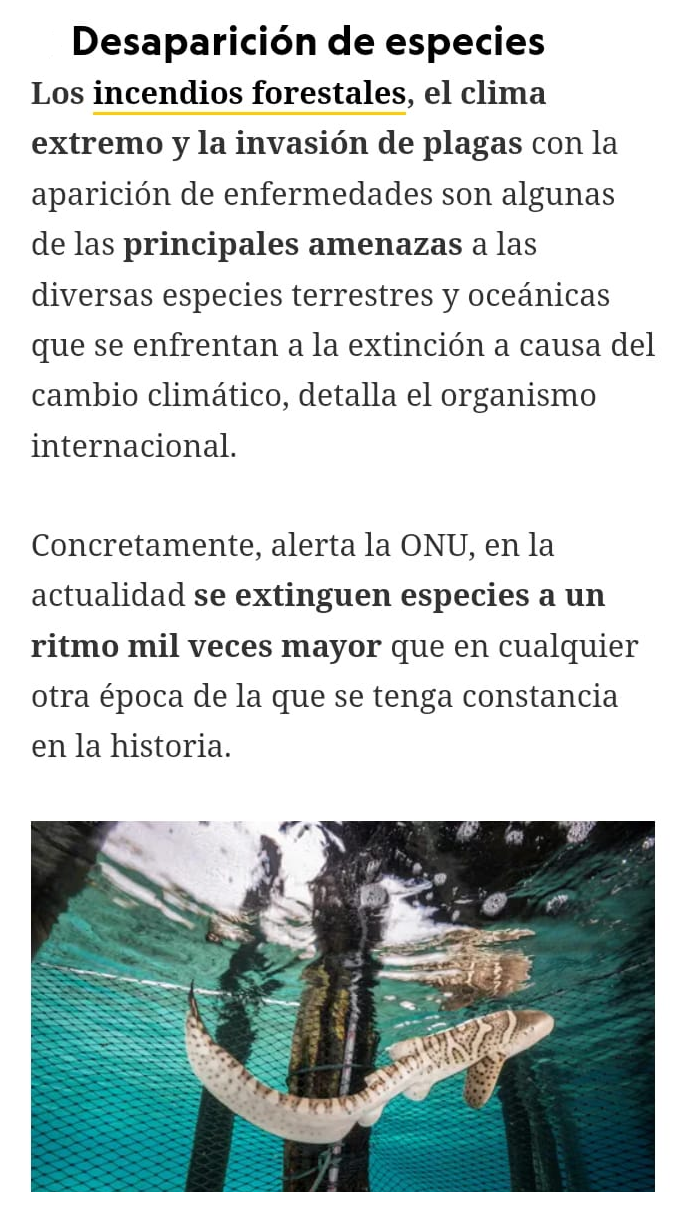 Desaparición de especies
Los incendios forestales, el clima
extremo y la invasión de plagas con la
aparición de enfermedades son algunas
de las principales amenazas a las
diversas especies terrestres y oceánicas
que se enfrentan a la extinción a causa del
cambio climático, detalla el organismo
internacional.
Concretamente, alerta la ONU, en la
actualidad se extinguen especies a un
ritmo mil veces mayor que en cualquier
otra época de la que se tenga constancia
en la historia.